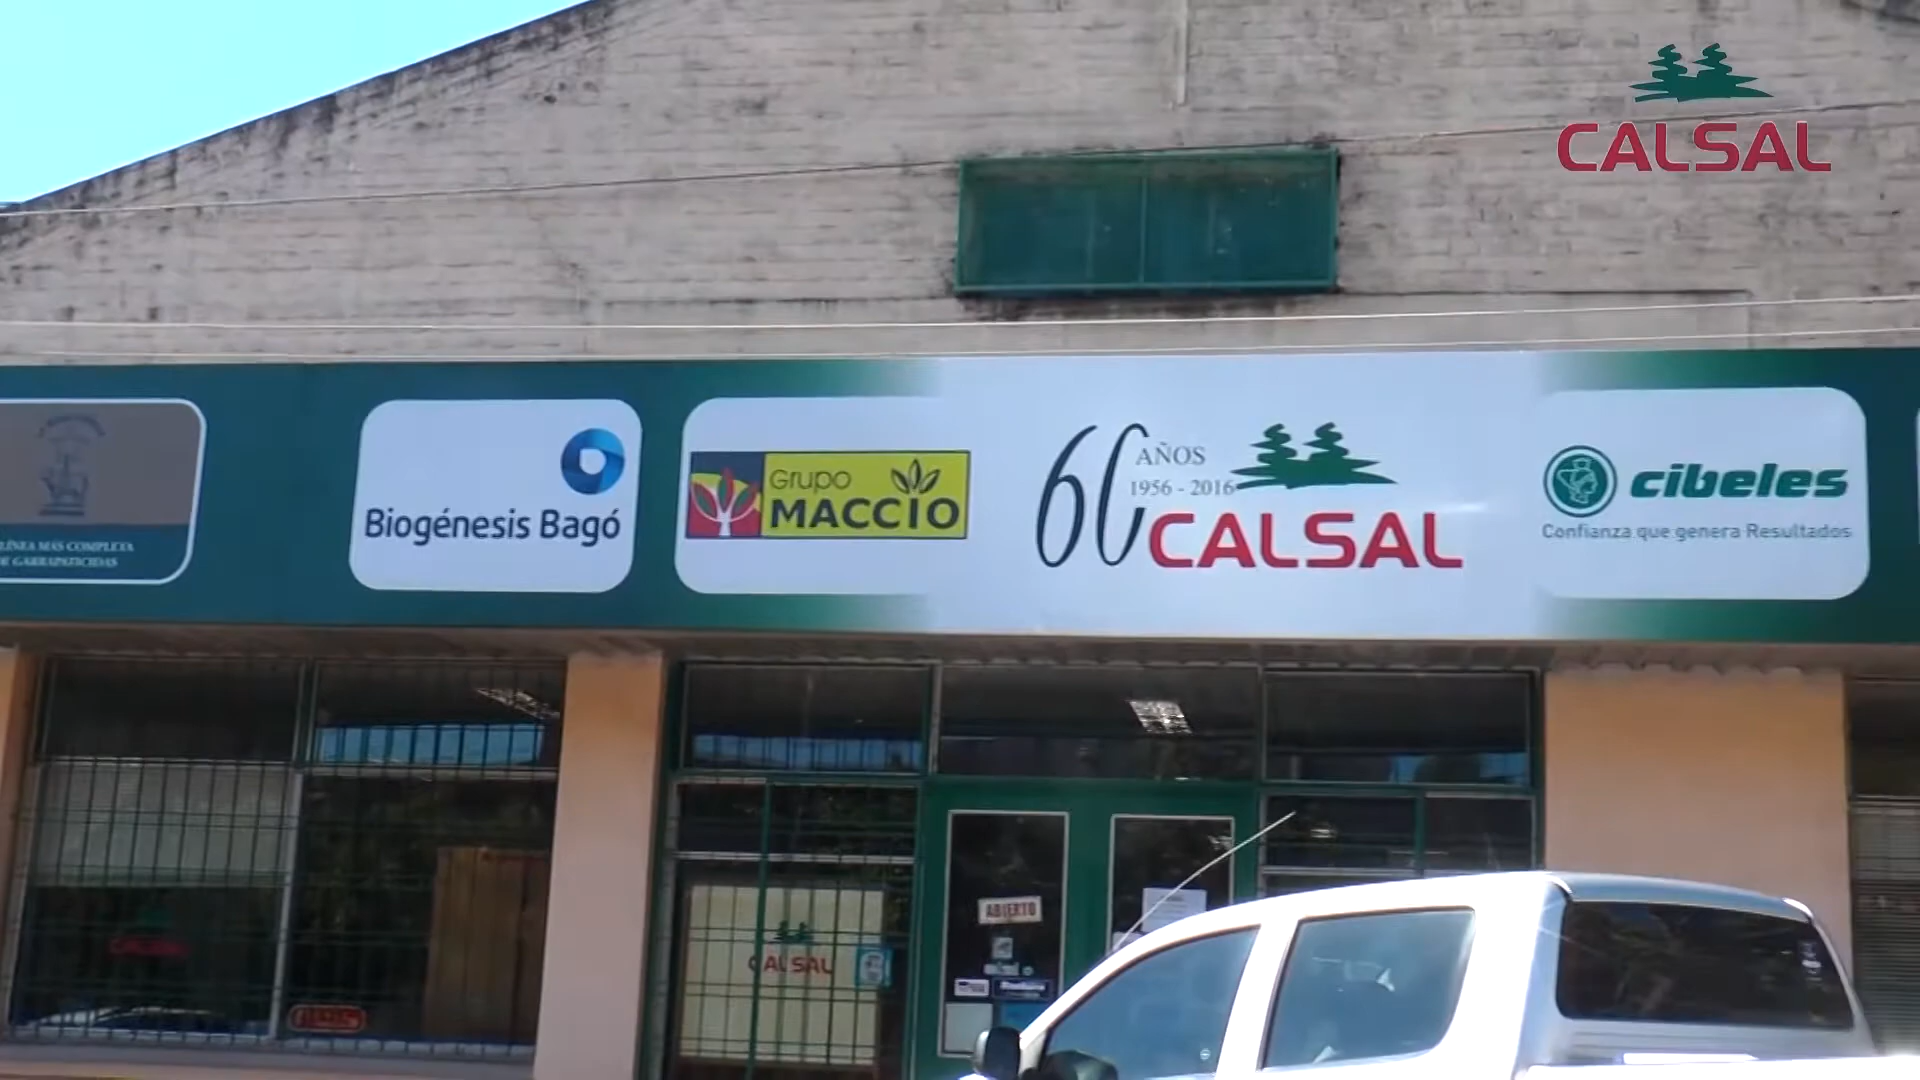 CALSAL
LÍNEA MÁS COMPLETA
DE GARRAPATICIDAS
Biogénesis Bagó
Grupo
MACCIO
60 AÑOS
1956 - 2016
CALSAL
cibeles
Confianza que genera Resultados
ABIERTO
CALSAL
CALSAL